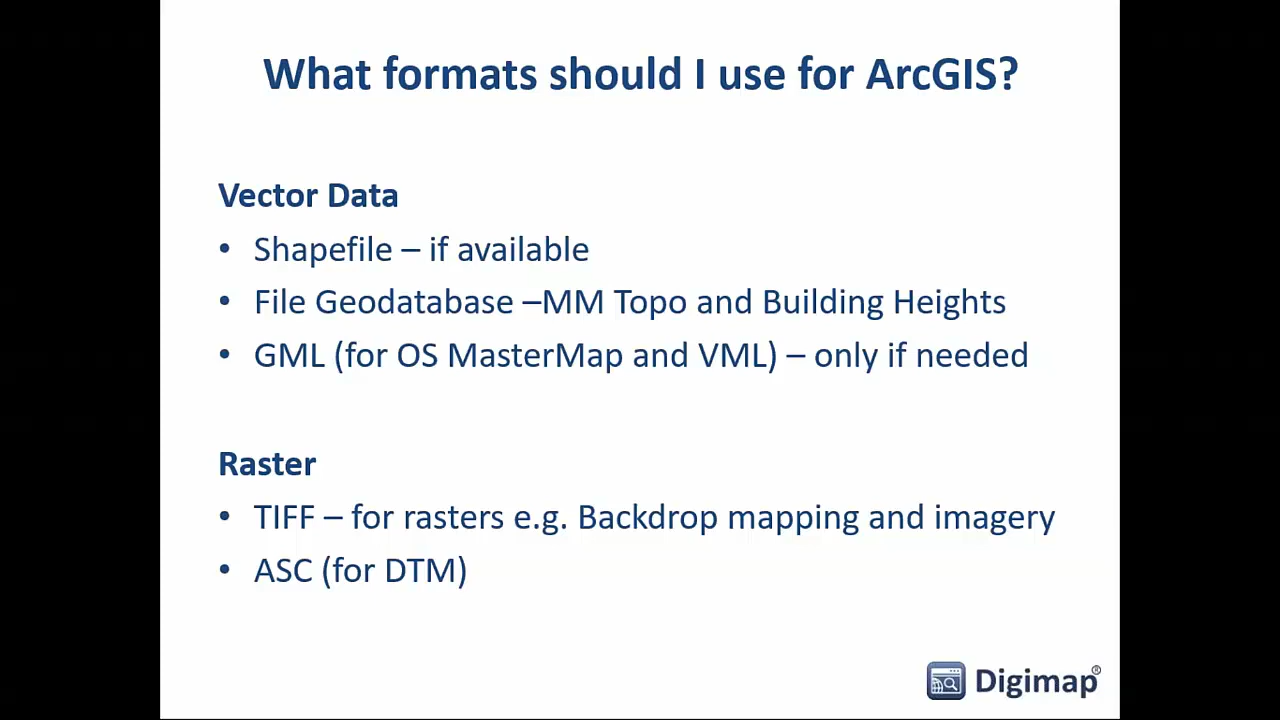 What formats should I use for ArcGIS?
Vector Data
• Shapefile – if available
• File Geodatabase –MM Topo and Building Heights
• GML (for OS MasterMap and VML) – only if needed
Raster
• TIFF – for rasters e.g. Backdrop mapping and imagery
• ASC (for DTM)
Digimap®